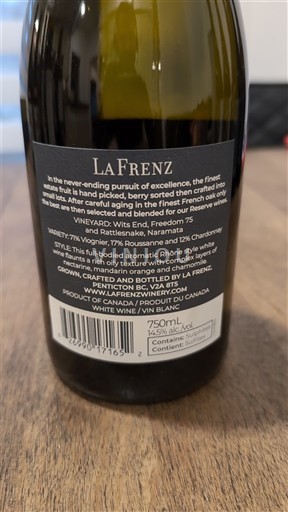 LAFRENZ
In the never-ending pursuit of excellence, the finest
estate fruit is hand picked, berry sorted then crafted into
small lots. After careful aging in the finest French oak only
the best are then selected and blended for our Reserve wines.
VINEYARD: Wits End, Freedom 75
and Rattlesnake, Naramata
VARIETY: 71% Viognier, 17% Roussanne and 12% Chardonnay
STYLE: This full bodied aromatic Rhône style white
wine flaunts a rich oily texture with complex layers of
nectarine, mandarin orange and chamomile.
GROWN, CRAFTED AND BOTTLED BY LA FRENZ,
PENTICTON BC, V2A 8T5
WWW.LAFRENZWINERY.COM
PRODUCT OF CANADA / PRODUIT DU CANADA
WHITE WINE / VIN BLANC
750mL
14.5% alc./vol.
Contains: Sulphites
Contient: Sulfites
26990 17165 2